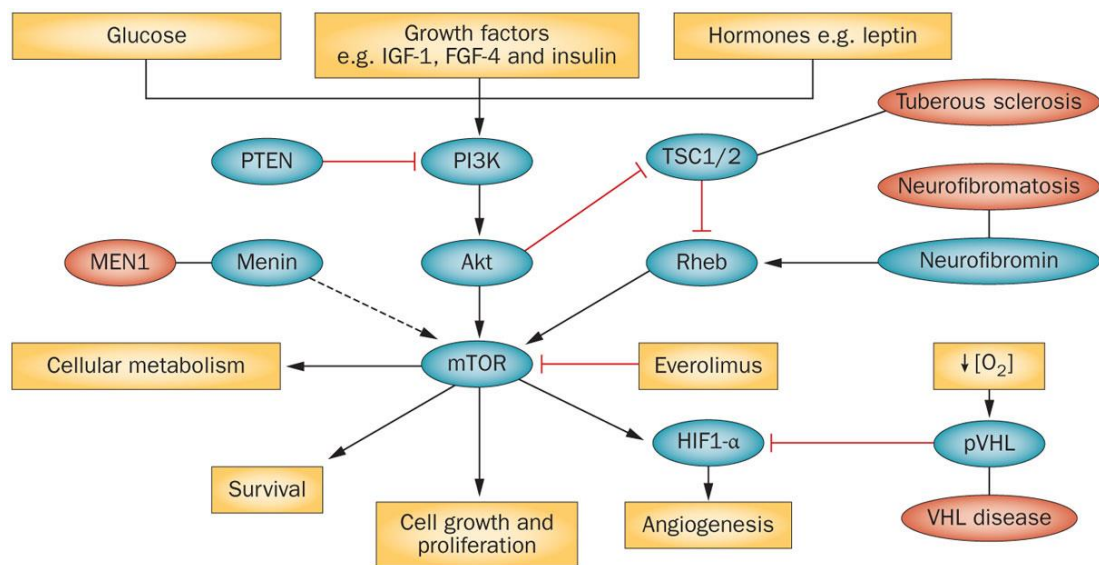 Glucose
Growth factors
e.g. IGF-1, FGF-4 and insulin
Hormones e.g. leptin
Tuberous sclerosis
PTEN
PI3K
TSC1/2
Neurofibromatosis
MEN1
Menin
Akt
Rheb
Neurofibromin
Cellular metabolism
mTOR
Everolimus
↓[O₂]
HIF1-α
pVHL
Survival
Cell growth and
proliferation
Angiogenesis
VHL disease